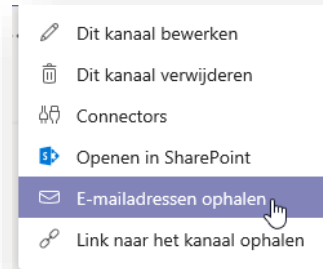 Dit kanaal bewerken
Dit kanaal verwijderen
Connectors
Openen in SharePoint
E-mailadressen ophalen
Link naar het kanaal ophalen